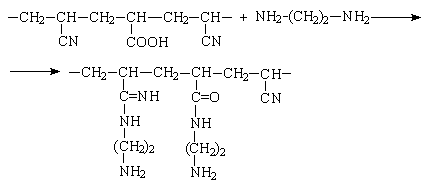 —CH₂—CH—CH₂—CH—CH₂—CH— + NH₂-(CH₂)₂-NH₂ ⟶
CN COOH CN
⟶ —CH₂—CH—CH₂—CH—CH₂—CH—
C=NH C=O CN
NH NH
(CH₂)₂ (CH₂)₂
NH₂ NH₂